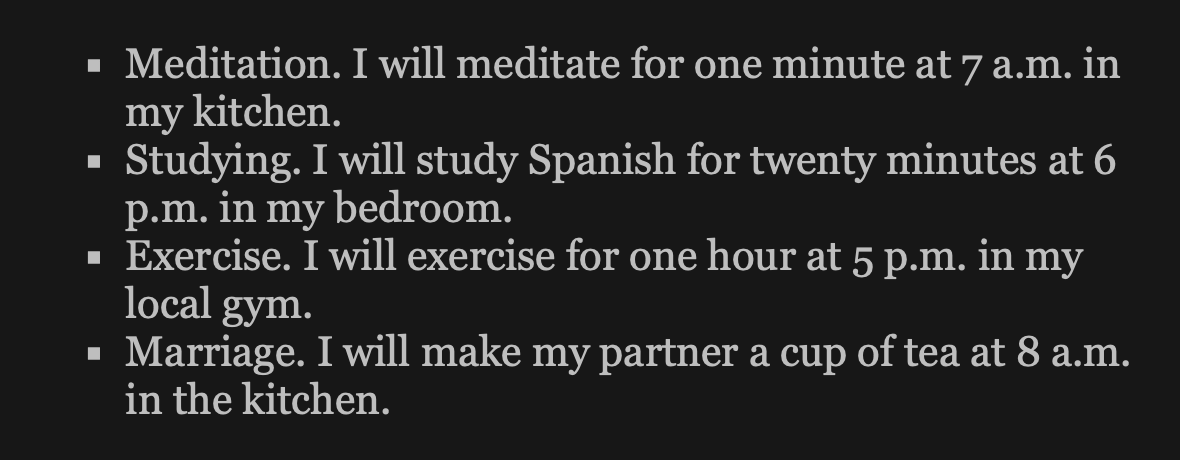 ▪ Meditation. I will meditate for one minute at 7 a.m. in
my kitchen.
▪ Studying. I will study Spanish for twenty minutes at 6
p.m. in my bedroom.
▪ Exercise. I will exercise for one hour at 5 p.m. in my
local gym.
▪ Marriage. I will make my partner a cup of tea at 8 a.m.
in the kitchen.